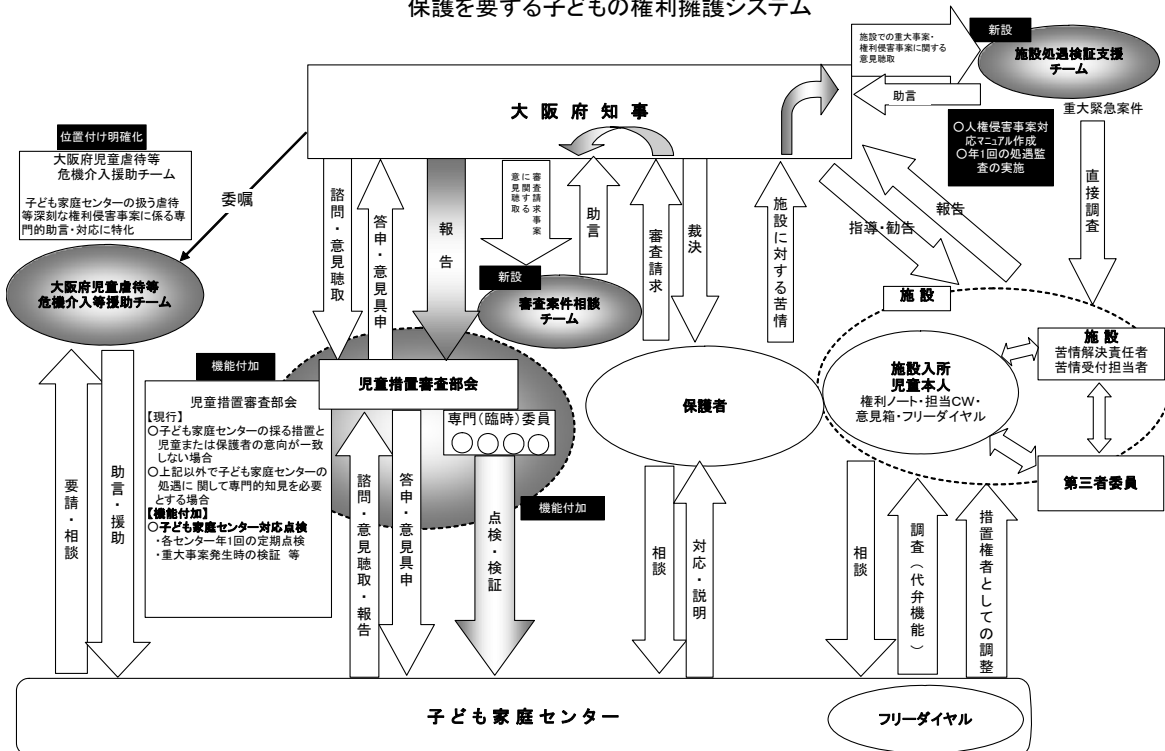 保護を要する子どもの権利擁護システム
施設での重大事案・
権利侵害事案に関する
意見聴取
新設
施設処遇検証支援
チーム
助言
重大緊急案件
大阪府知事
○人権侵害事案対
応マニュアル作成
○年1回の処遇監
査の実施
位置付け明確化
大阪府児童虐待等
危機介入援助チーム
子ども家庭センターの扱う虐待
等深刻な権利侵害事案に係る専
門的助言・対応に特化
委嘱
諮問・意見聴取
答申・意見具申
報告
審査請求事案
に関する
意見聴取
助言
審査請求
裁決
施設に対する苦情
指導・勧告
報告
直接調査
大阪府児童虐待等
危機介入等援助チーム
新設
審査案件相談
チーム
施設
機能付加
児童措置審査部会
専門(臨時)委員
保護者
施設入所
児童本人
権利ノート・担当CW・
意見箱・フリーダイヤル
施設
苦情解決責任者
苦情受付担当者
第三者委員
児童措置審査部会
【現行】
○子ども家庭センターの採る措置と
児童または保護者の意向が一致
しない場合
○上記以外で子ども家庭センターの
処遇に 関して専門的知見を必要
とする場合
【機能付加】
○子ども家庭センター対応点検
・各センター年1回の定期点検
・重大事案発生時の検証 等
機能付加
要請・相談
助言・援助
諮問・意見聴取・報告
答申・意見具申
点検・検証
相談
対応・説明
相談
調査(代弁機能)
措置権者としての調整
子ども家庭センター
フリーダイヤル